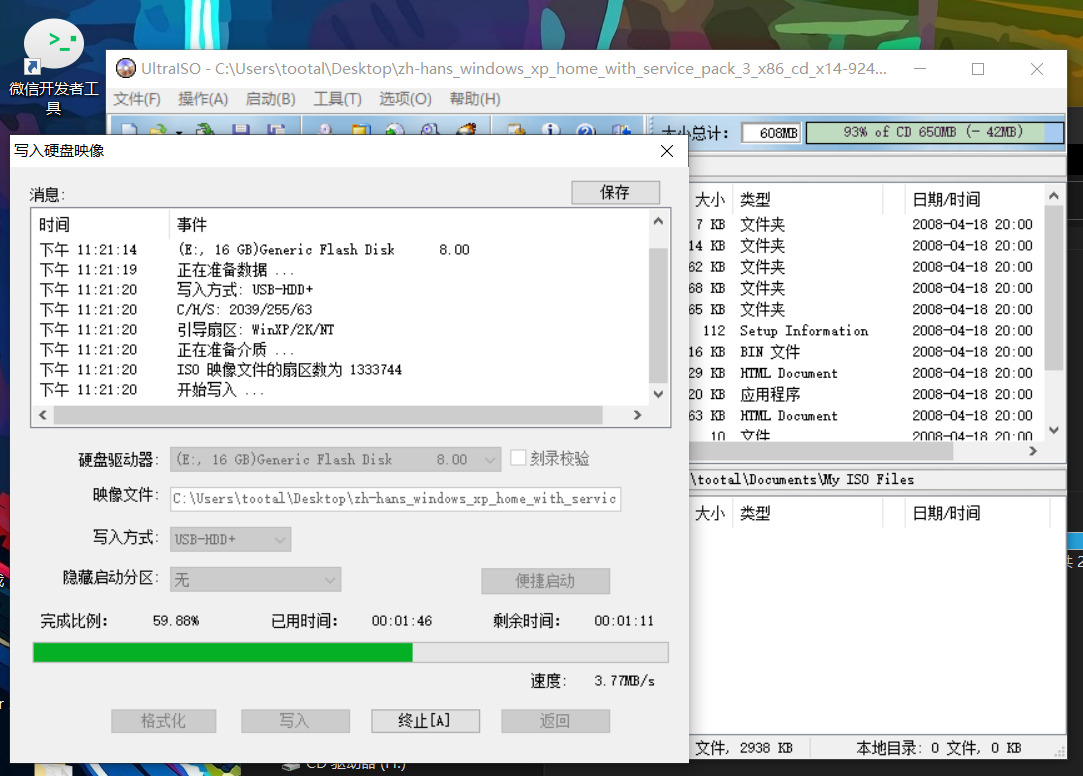 微信开发者工
具
UltraISO - C:\Users\tootal\Desktop\zh-hans_windows_xp_home_with_service_pack_3_x86_cd_x14-924...
文件(F) 操作(A) 启动(B) 工具(T) 选项(O) 帮助(H)
大小总计: 608MB 93% of CD 650MB (- 42MB)
写入硬盘映像
消息:
保存
时间 事件
下午 11:21:14 (E:, 16 GB)Generic Flash Disk 8.00
下午 11:21:19 正在准备数据 ...
下午 11:21:20 写入方式: USB-HDD+
下午 11:21:20 C/H/S: 2039/255/63
下午 11:21:20 引导扇区: WinXP/2K/NT
下午 11:21:20 正在准备介质 ...
下午 11:21:20 ISO 映像文件的扇区数为 1333744
下午 11:21:20 开始写入 ...
硬盘驱动器: (E:, 16 GB)Generic Flash Disk 8.00 刻录校验
映像文件: C:\Users\tootal\Desktop\zh-hans_windows_xp_home_with_servic
写入方式: USB-HDD+
隐藏启动分区: 无 便捷启动
完成比例: 59.88% 已用时间: 00:01:46 剩余时间: 00:01:11
速度: 3.77MB/s
格式化 写入 终止[A] 返回
大小 类型 日期/时间
7 KB 文件夹 2008-04-18 20:00
14 KB 文件夹 2008-04-18 20:00
62 KB 文件夹 2008-04-18 20:00
68 KB 文件夹 2008-04-18 20:00
65 KB 文件夹 2008-04-18 20:00
112 Setup Information 2008-04-18 20:00
16 KB BIN 文件 2008-04-18 20:00
29 KB HTML Document 2008-04-18 20:00
20 KB 应用程序 2008-04-18 20:00
63 KB HTML Document 2008-04-18 20:00
10 文件 2008-04-18 20:00
\tootal\Documents\My ISO Files
大小 类型 日期/时间
文件, 2938 KB 本地目录: 0 文件, 0 KB
CD 驱动器 (H:)